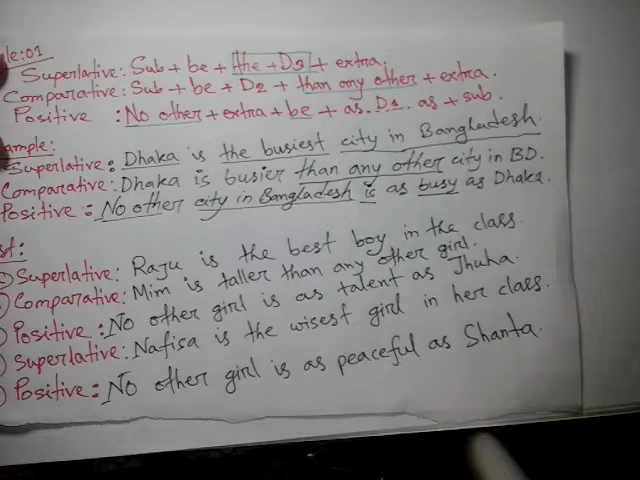 le:01
Superlative: Sub + be + the + D3 + extra.
Comparative: Sub + be + D2 + than any other + extra.
Positive : No other + extra + be + as. D1. as + sub.
ample:
Superlative: Dhaka is the busiest city in Bangladesh.
Comparative: Dhaka is busier than any other city in BD.
Positive: No other city in Bangladesh is as busy as Dhaka.
st:
Superlative: Raju is the best boy in the class.
Comparative: Mim is taller than any other girl.
Positive: No other girl is as talent as Jhuha.
Superlative: Nafisa is the wisest girl in her class.
Positive: No other girl is as peaceful as Shanta.